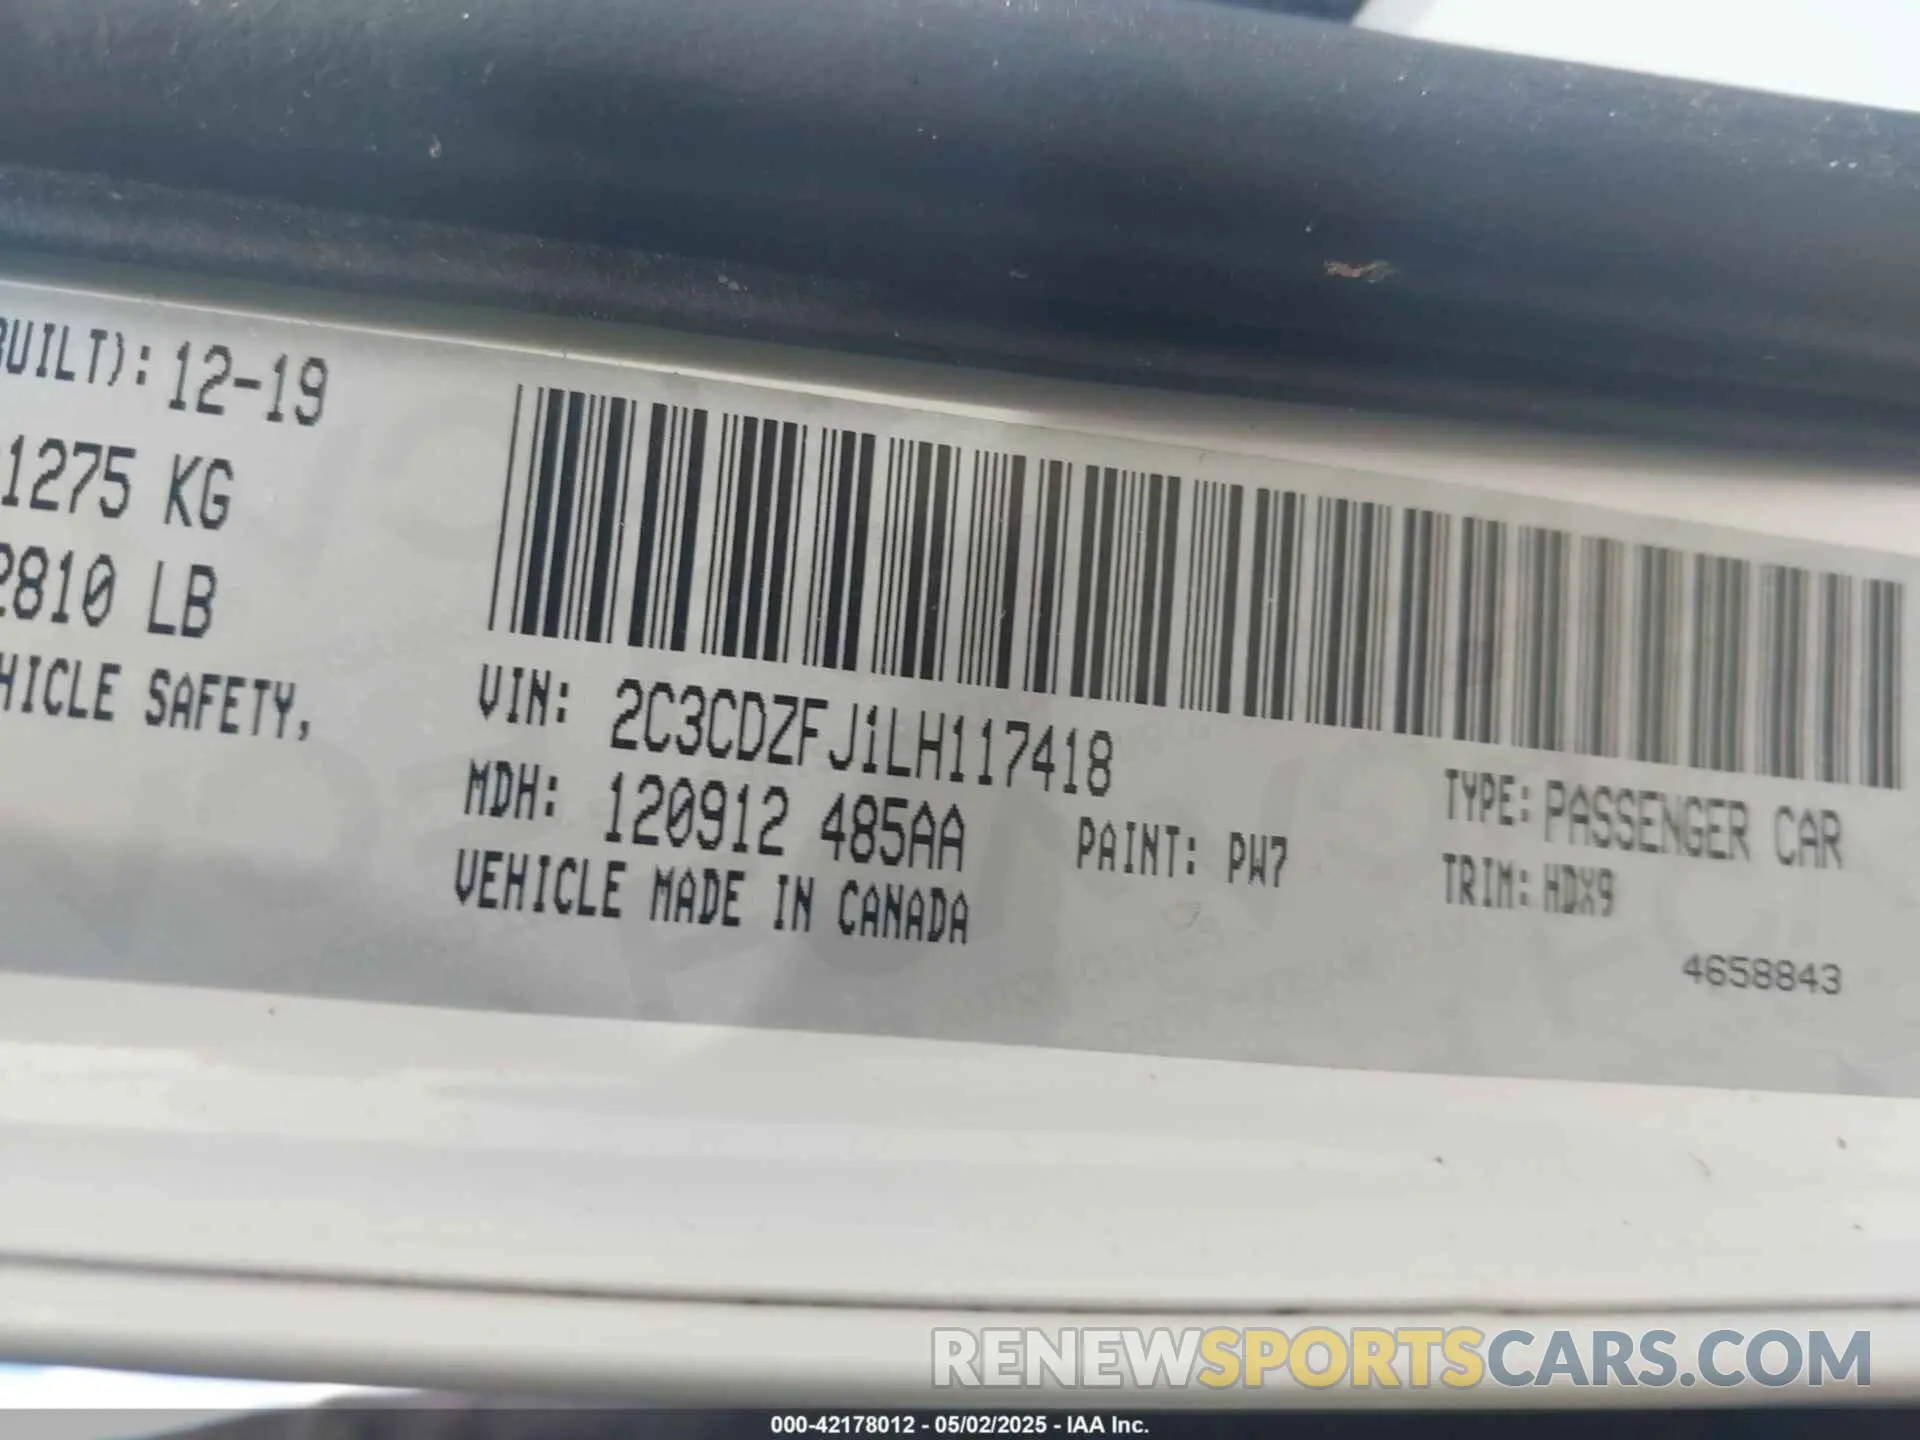 BUILT): 12-19
1275 KG
2810 LB
HICLE SAFETY,
VIN: 2C3CDZFJ1LH117418
MDH: 120912 485AA
PAINT: PW7
VEHICLE MADE IN CANADA
TYPE: PASSENGER CAR
TRIM: HDX9
4658843
RENEWSPORTSCARS.COM
000-42178012 - 05/02/2025 - IAA Inc.